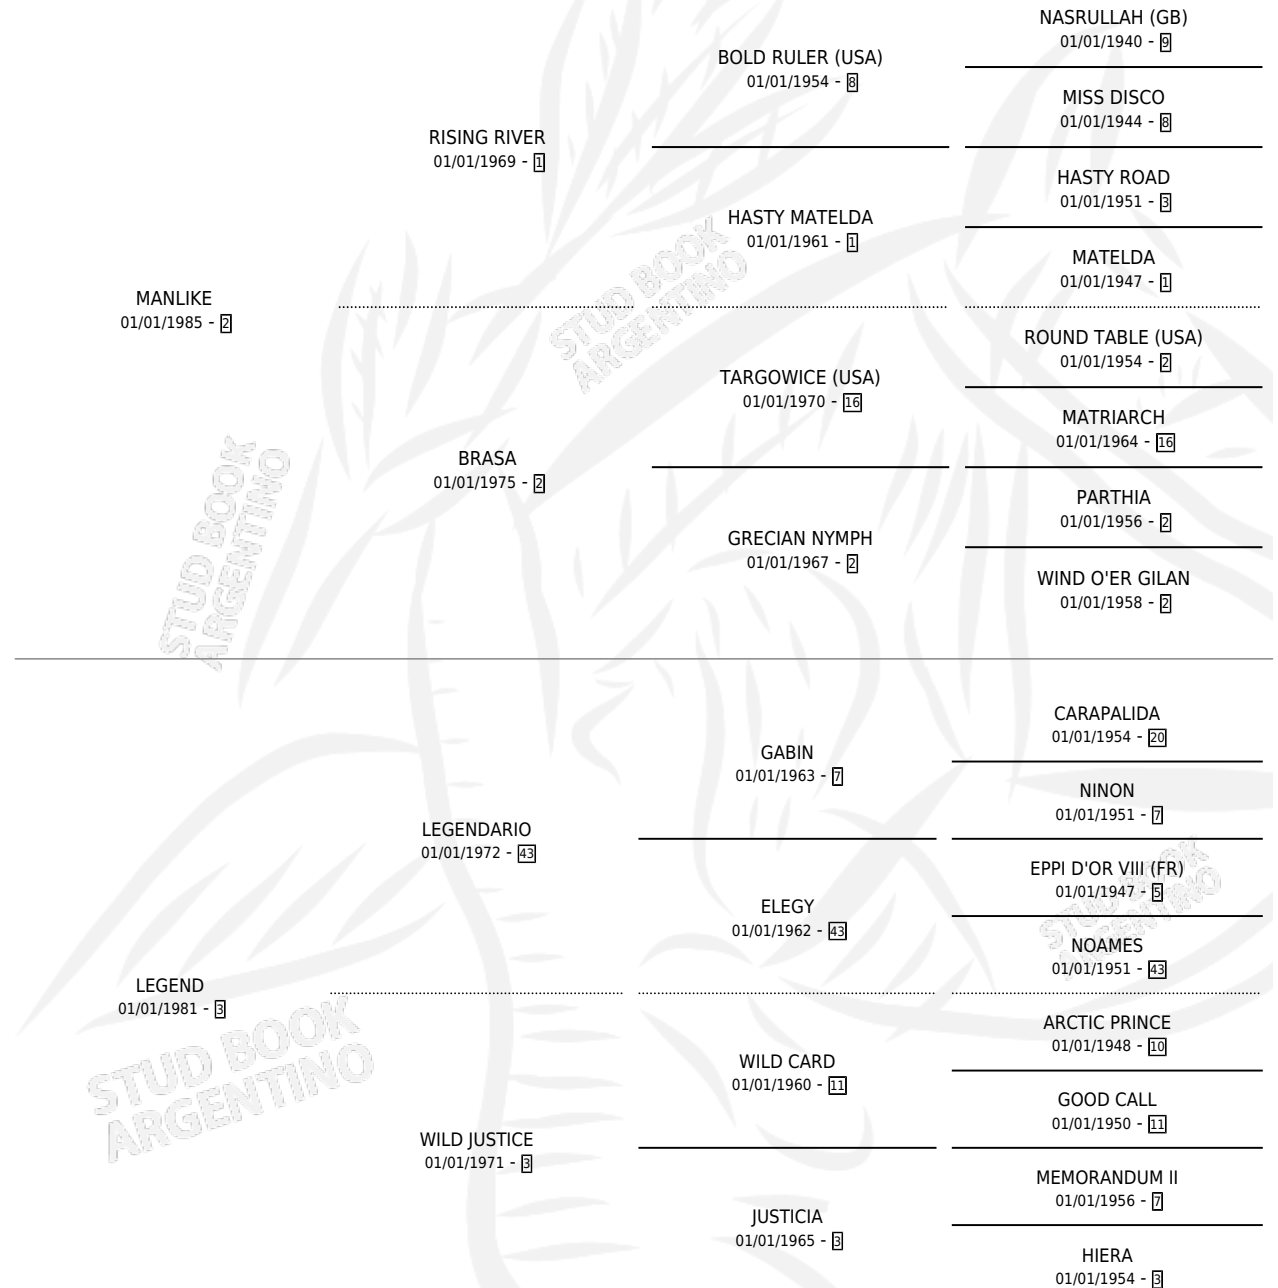 NASRULLAH (GB)
01/01/1940 - 9
BOLD RULER (USA)
01/01/1954 - 8
MISS DISCO
01/01/1944 - 8
RISING RIVER
01/01/1969 - 1
HASTY ROAD
01/01/1951 - 3
HASTY MATELDA
01/01/1961 - 1
MATELDA
01/01/1947 - 1
MANLIKE
01/01/1985 - 2
STUD BOOK
ARGENTINO
ROUND TABLE (USA)
01/01/1954 - 2
TARGOWICE (USA)
01/01/1970 - 16
MATRIARCH
01/01/1964 - 16
BRASA
01/01/1975 - 2
PARTHIA
01/01/1956 - 2
GRECIAN NYMPH
01/01/1967 - 2
WIND O'ER GILAN
01/01/1958 - 2
STUD BOOK
ARGENTINO
CARAPALIDA
01/01/1954 - 20
GABIN
01/01/1963 - 7
NINON
01/01/1951 - 7
LEGENDARIO
01/01/1972 - 43
EPPI D'OR VIII (FR)
01/01/1947 - 5
ELEGY
01/01/1962 - 43
STUD BOOK
ARGENTINO
NOAMES
01/01/1951 - 43
LEGEND
01/01/1981 - 3
STUD BOOK
ARGENTINO
ARCTIC PRINCE
01/01/1948 - 10
WILD CARD
01/01/1960 - 11
GOOD CALL
01/01/1950 - 11
WILD JUSTICE
01/01/1971 - 3
MEMORANDUM II
01/01/1956 - 7
JUSTICIA
01/01/1965 - 3
HIERA
01/01/1954 - 3